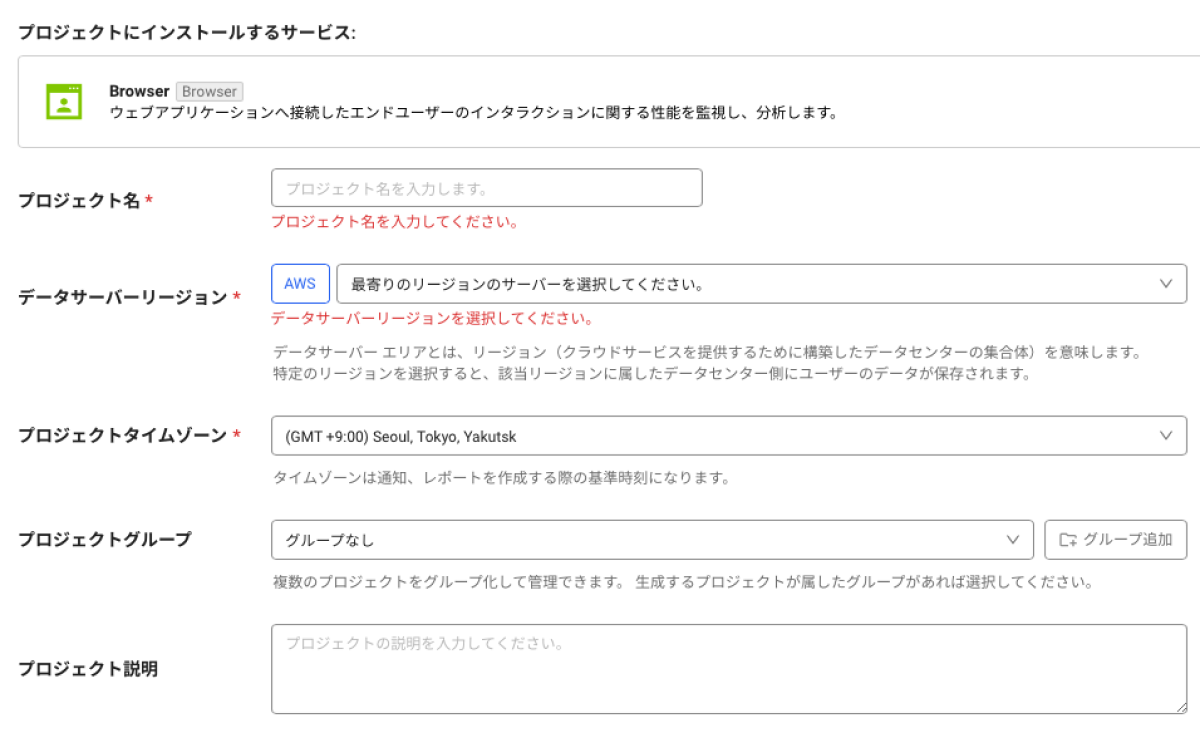 プロジェクトにインストールするサービス:
Browser Browser
ウェブアプリケーションへ接続したエンドユーザーのインタラクションに関する性能を監視し、分析します。
プロジェクト名 *
プロジェクト名を入力します。
プロジェクト名を入力してください。
データサーバーリージョン *
AWS 最寄りのリージョンのサーバーを選択してください。
データサーバーリージョンを選択してください。
データサーバー エリアとは、リージョン（クラウドサービスを提供するために構築したデータセンターの集合体）を意味します。
特定のリージョンを選択すると、該当リージョンに属したデータセンター側にユーザーのデータが保存されます。
プロジェクトタイムゾーン *
(GMT +9:00) Seoul, Tokyo, Yakutsk
タイムゾーンは通知、レポートを作成する際の基準時刻になります。
プロジェクトグループ
グループなし
グループ追加
複数のプロジェクトをグループ化して管理できます。 生成するプロジェクトが属したグループがあれば選択してください。
プロジェクト説明
プロジェクトの説明を入力してください。